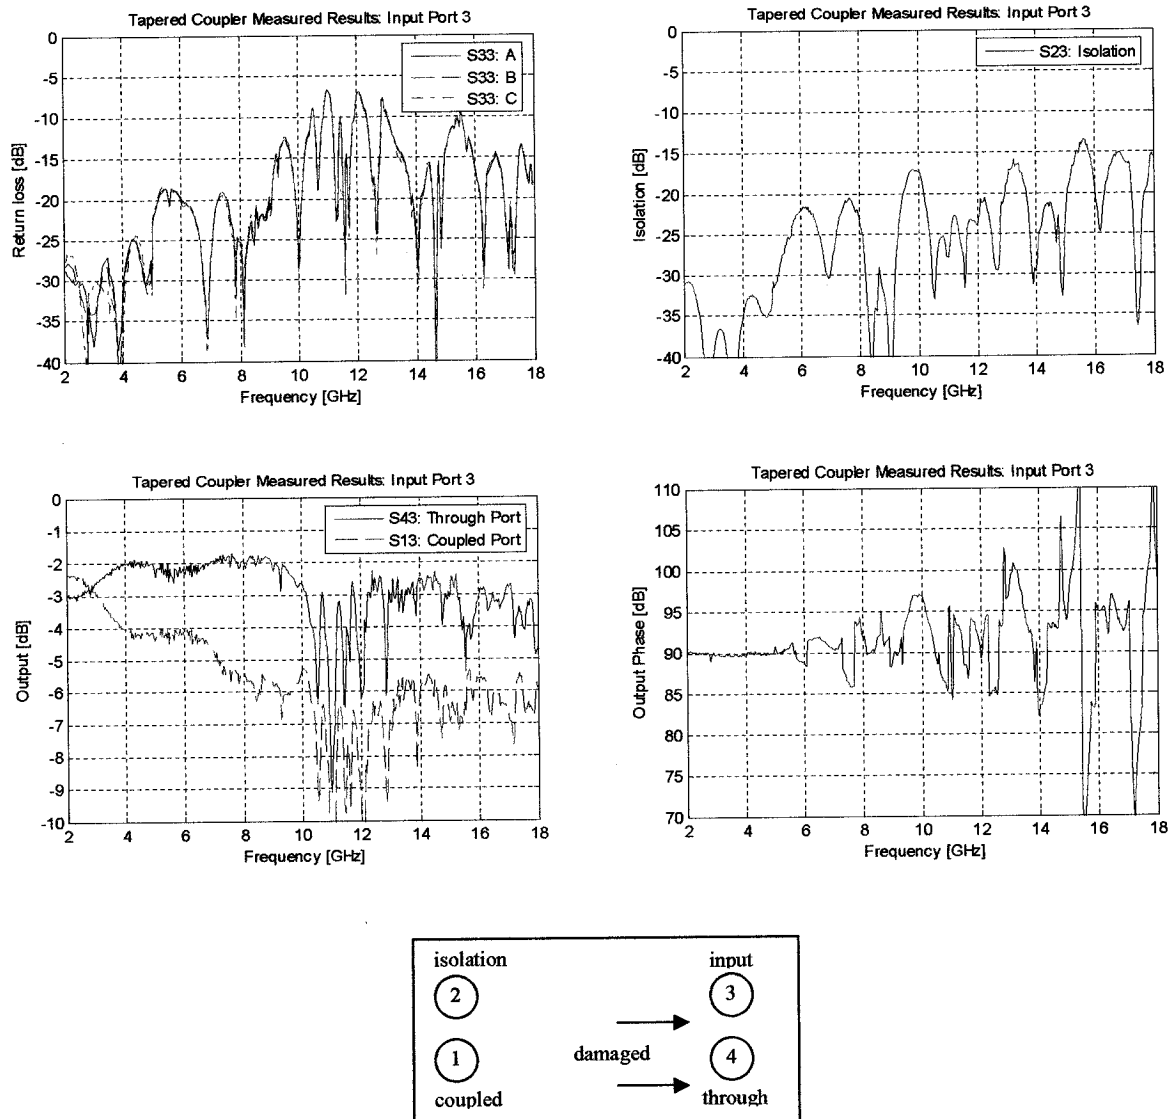 Tapered Coupler Measured Results: Input Port 3
0
-5
-10
-15
-20
-25
-30
-35
-40
Return loss [dB]
S33: A
S33: B
S33: C
2 4 6 8 10 12 14 16 18
Frequency [GHz]
Tapered Coupler Measured Results: Input Port 3
0
-5
-10
-15
-20
-25
-30
-35
-40
Isolation [dB]
S23: Isolation
2 4 6 8 10 12 14 16 18
Frequency [GHz]
Tapered Coupler Measured Results: Input Port 3
0
-1
-2
-3
-4
-5
-6
-7
-8
-9
-10
Output [dB]
S43: Through Port
S13: Coupled Port
2 4 6 8 10 12 14 16 18
Frequency [GHz]
Tapered Coupler Measured Results: Input Port 3
110
105
100
95
90
85
80
75
70
Output Phase [dB]
2 4 6 8 10 12 14 16 18
Frequency [GHz]
isolation input
2 3
1 damaged 4
coupled through